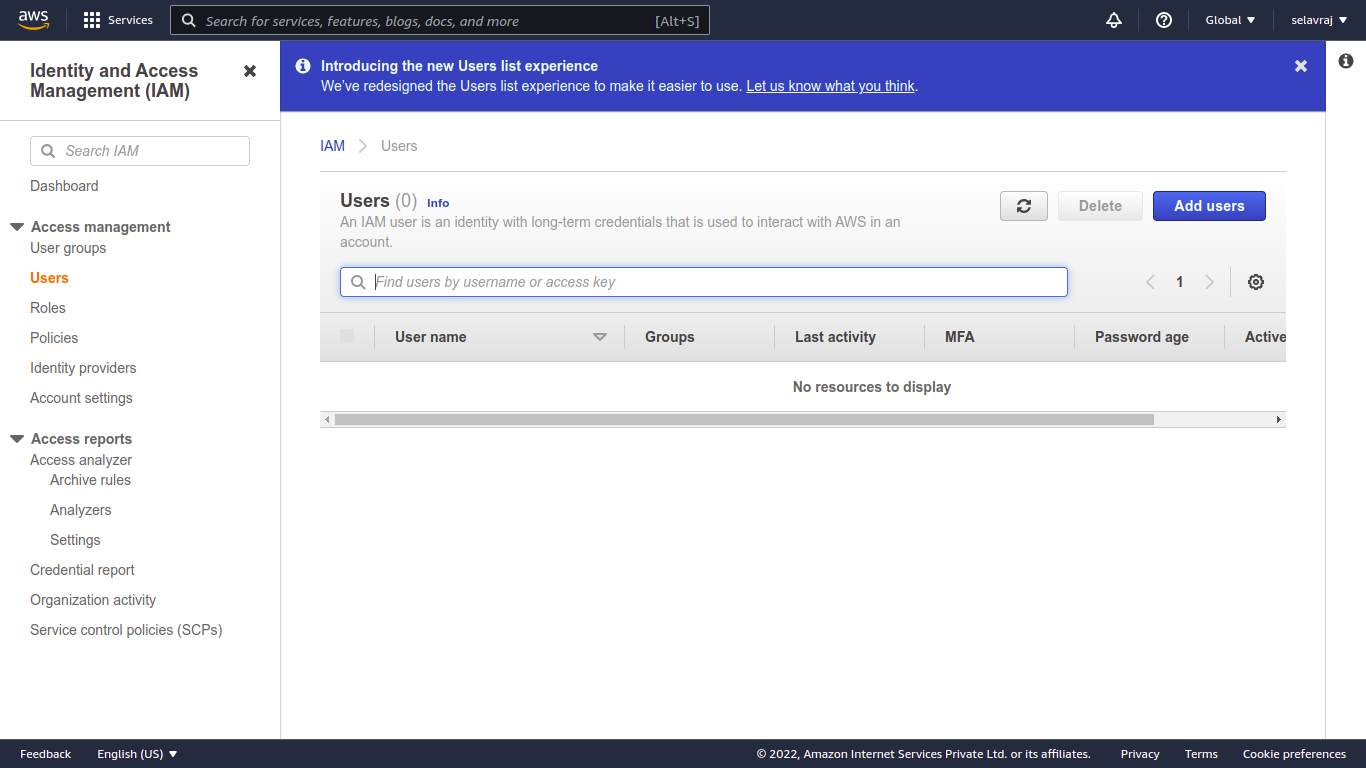 aws
Services
Search for services, features, blogs, docs, and more
[Alt+S]
Global
selavraj
Identity and Access
Management (IAM)
Search IAM
Dashboard
Access management
User groups
Users
Roles
Policies
Identity providers
Account settings
Access reports
Access analyzer
Archive rules
Analyzers
Settings
Credential report
Organization activity
Service control policies (SCPs)
Introducing the new Users list experience
We've redesigned the Users list experience to make it easier to use. Let us know what you think.
IAM
Users
Users (0) Info
An IAM user is an identity with long-term credentials that is used to interact with AWS in an
account.
Delete
Add users
Find users by username or access key
1
User name
Groups
Last activity
MFA
Password age
Active
No resources to display
Feedback
English (US)
© 2022, Amazon Internet Services Private Ltd. or its affiliates.
Privacy
Terms
Cookie preferences